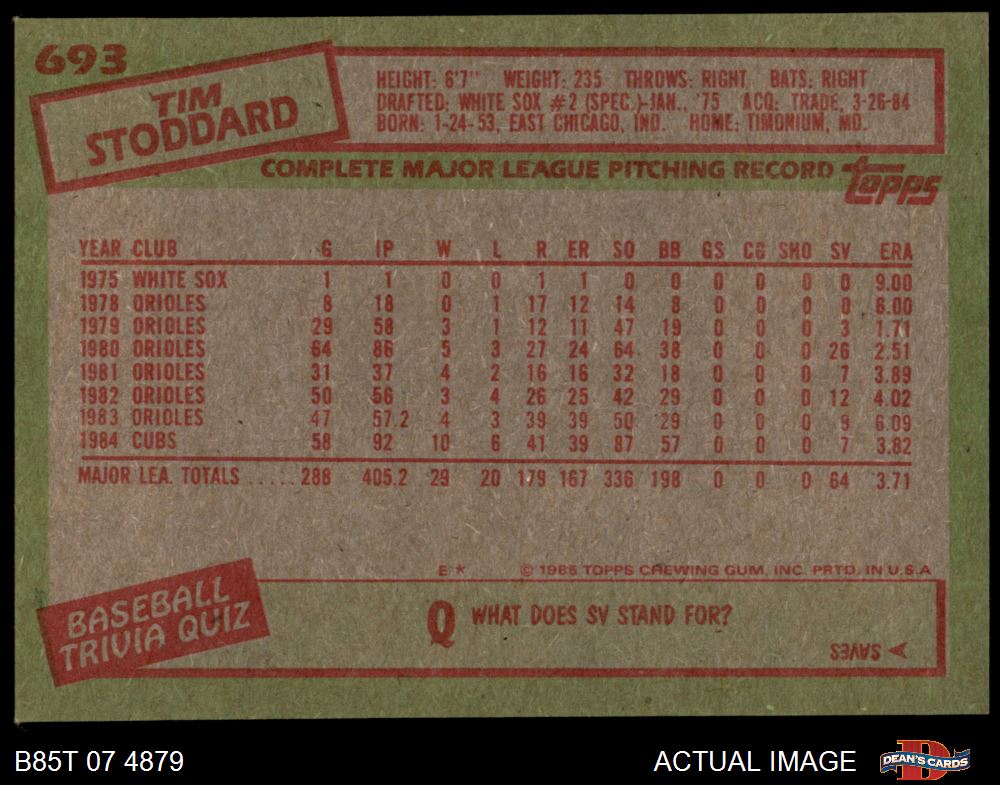 693
TIM
STODDARD
HEIGHT: 6'7" WEIGHT: 235 THROWS: RIGHT BATS: RIGHT
DRAFTED: WHITE SOX #2 (SPEC.)-JAN., '75 ACQ: TRADE, 3-26-84
BORN: 1-24-53, EAST CHICAGO, IND. HOME: TIMONIUM, MD.
COMPLETE MAJOR LEAGUE PITCHING RECORD topps
YEAR CLUB G IP W L R ER SO BB GS CG SHO SV ERA
1975 WHITE SOX 1 1 0 0 1 1 0 0 0 0 0 0 9.00
1978 ORIOLES 8 18 0 1 17 12 14 8 0 0 0 0 6.00
1979 ORIOLES 29 58 3 1 12 11 47 19 0 0 0 3 1.71
1980 ORIOLES 64 86 5 3 27 24 64 38 0 0 0 26 2.51
1981 ORIOLES 31 37 4 2 16 16 32 18 0 0 0 7 3.89
1982 ORIOLES 50 56 3 4 26 25 42 29 0 0 0 12 4.02
1983 ORIOLES 47 57.2 4 3 39 39 50 29 0 0 0 9 6.09
1984 CUBS 58 92 10 6 41 39 87 57 0 0 0 7 3.82
MAJOR LEA. TOTALS ..... 288 405.2 29 20 179 167 336 198 0 0 0 64 3.71
E * © 1985 TOPPS CHEWING GUM, INC. PRTD. IN U.S.A
BASEBALL
TRIVIA QUIZ
Q WHAT DOES SV STAND FOR?
SAVES
B85T 07 4879 ACTUAL IMAGE DEAN'S CARDS